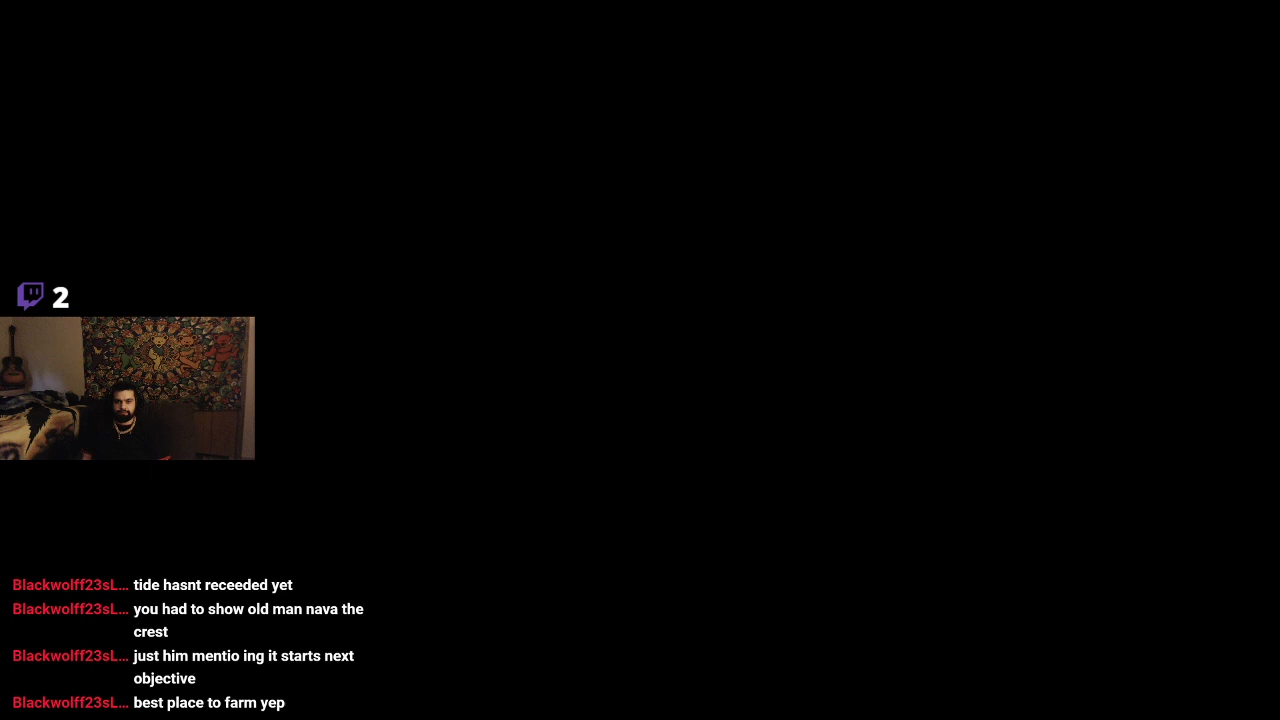 2
Blackwolff23sL... tide hasnt receeded yet
Blackwolff23sL... you had to show old man nava the
crest
Blackwolff23sL... just him mentio ing it starts next
objective
Blackwolff23sL... best place to farm yep